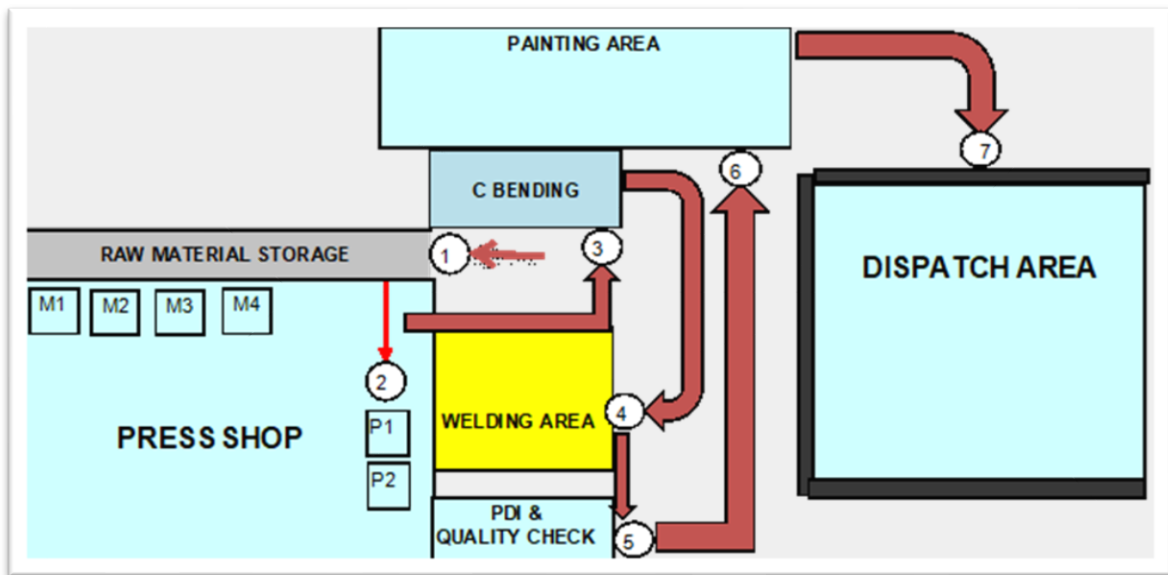 PAINTING AREA
7
6
C BENDING
3
RAW MATERIAL STORAGE
1
DISPATCH AREA
M1
M2
M3
M4
2
4
P1
WELDING AREA
PRESS SHOP
P2
PDI &
QUALITY CHECK
5